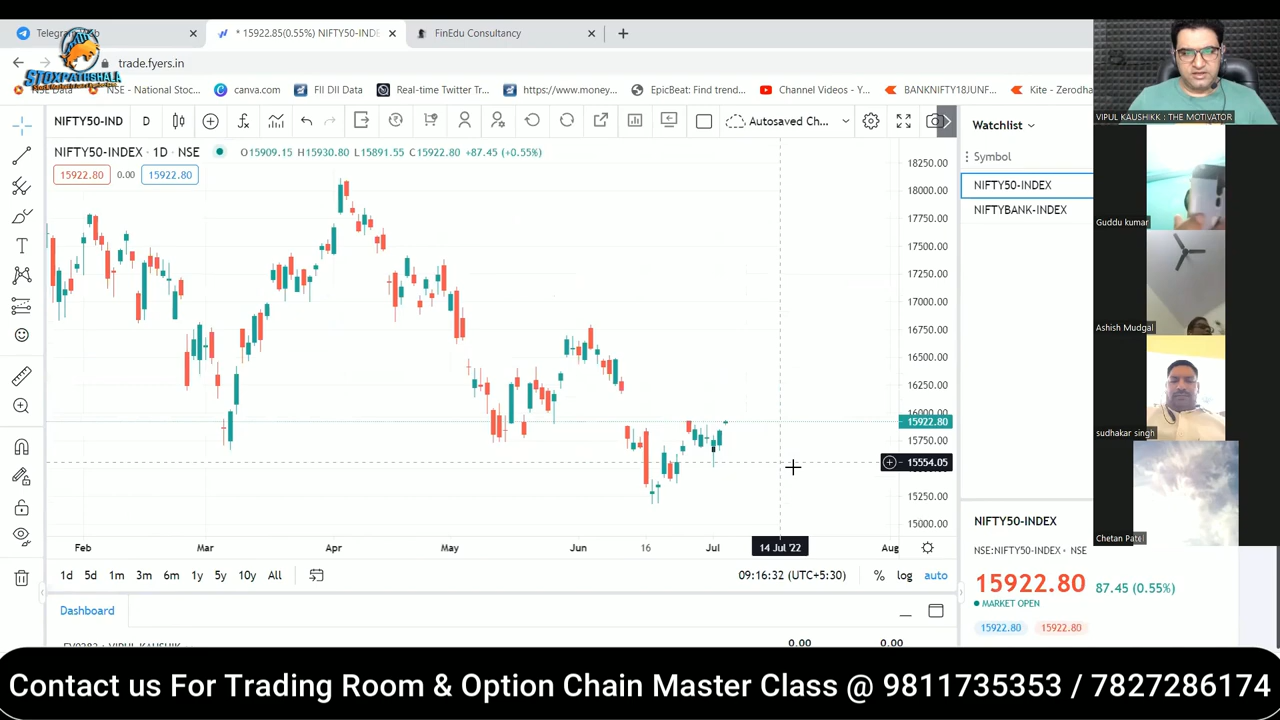 Telegram Web
* 15922.85(0.55%) NIFTY50-INDE
FinEdu Consultancy
STOXPATHSHALA
trade.fyers.in
NSE Data
NSE - National Stoc...
canva.com
FII DII Data
Real-time Twitter Tr...
https://www.money...
EpicBeat: Find trend...
Channel Videos - Y...
BANKNIFTY18JUNF...
Kite - Zerodha
NIFTY50-IND
D
Autosaved Ch...
Watchlist
NIFTY50-INDEX · 1D · NSE
O15909.15 H15930.80 L15891.55 C15922.80 +87.45 (+0.55%)
15922.80
0.00
15922.80
Symbol
NIFTY50-INDEX
NIFTYBANK-INDEX
18250.00
18000.00
17750.00
17500.00
17250.00
17000.00
16750.00
16500.00
16250.00
16000.00
15922.80
15750.00
15554.05
15250.00
15000.00
Feb
Mar
Apr
May
Jun
16
Jul
14 Jul '22
Aug
1d
5d
1m
3m
6m
1y
5y
10y
All
09:16:32 (UTC+5:30)
%
log
auto
Dashboard
FV0282 : VIPUL KAUSHIK
0.00
0.00
NIFTY50-INDEX
NSE:NIFTY50-INDEX • NSE
15922.80
87.45 (0.55%)
MARKET OPEN
15922.80
15922.80
VIPUL KAUSHIKK : THE MOTIVATOR
Guddu kumar
Ashish Mudgal
sudhakar singh
Chetan Patel
Contact us For Trading Room & Option Chain Master Class @ 9811735353 / 7827286174